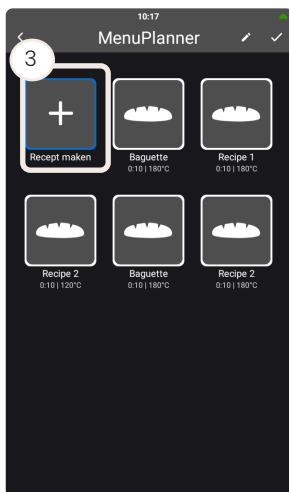 10:17
MenuPlanner
3
Recept maken
Baguette
0:10 | 180°C
Recipe 1
0:10 | 180°C
Recipe 2
0:10 | 120°C
Baguette
0:10 | 180°C
Recipe 2
0:10 | 180°C